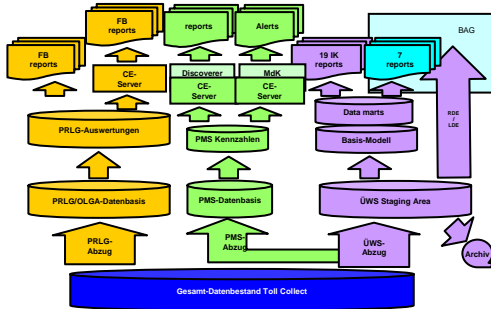 FB
reports
reports
Alerts
BAG
FB
reports
19 IK
reports
7
reports
CE-
Server
Discoverer
MdK
CE-
Server
CE-
Server
Data marts
RDE
/
LDE
PRLG-Auswertungen
PMS Kennzahlen
Basis-Modell
PRLG/OLGA-Datenbasis
PMS-Datenbasis
ÜWS Staging Area
PRLG-
Abzug
PMS-
Abzug
ÜWS-
Abzug
Archiv
Gesamt-Datenbestand Toll Collect